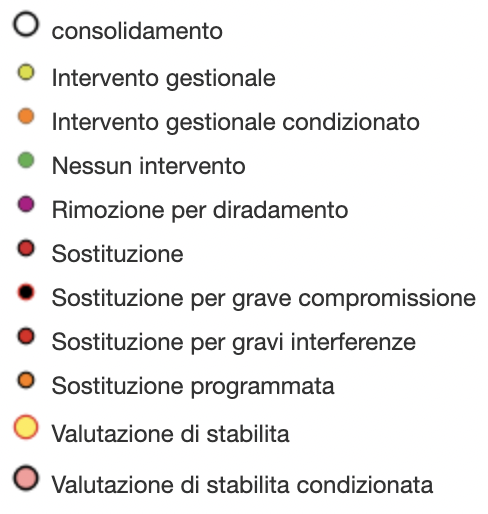 consolidamento
Intervento gestionale
Intervento gestionale condizionato
Nessun intervento
Rimozione per diradamento
Sostituzione
Sostituzione per grave compromissione
Sostituzione per gravi interferenze
Sostituzione programmata
Valutazione di stabilita
Valutazione di stabilita condizionata